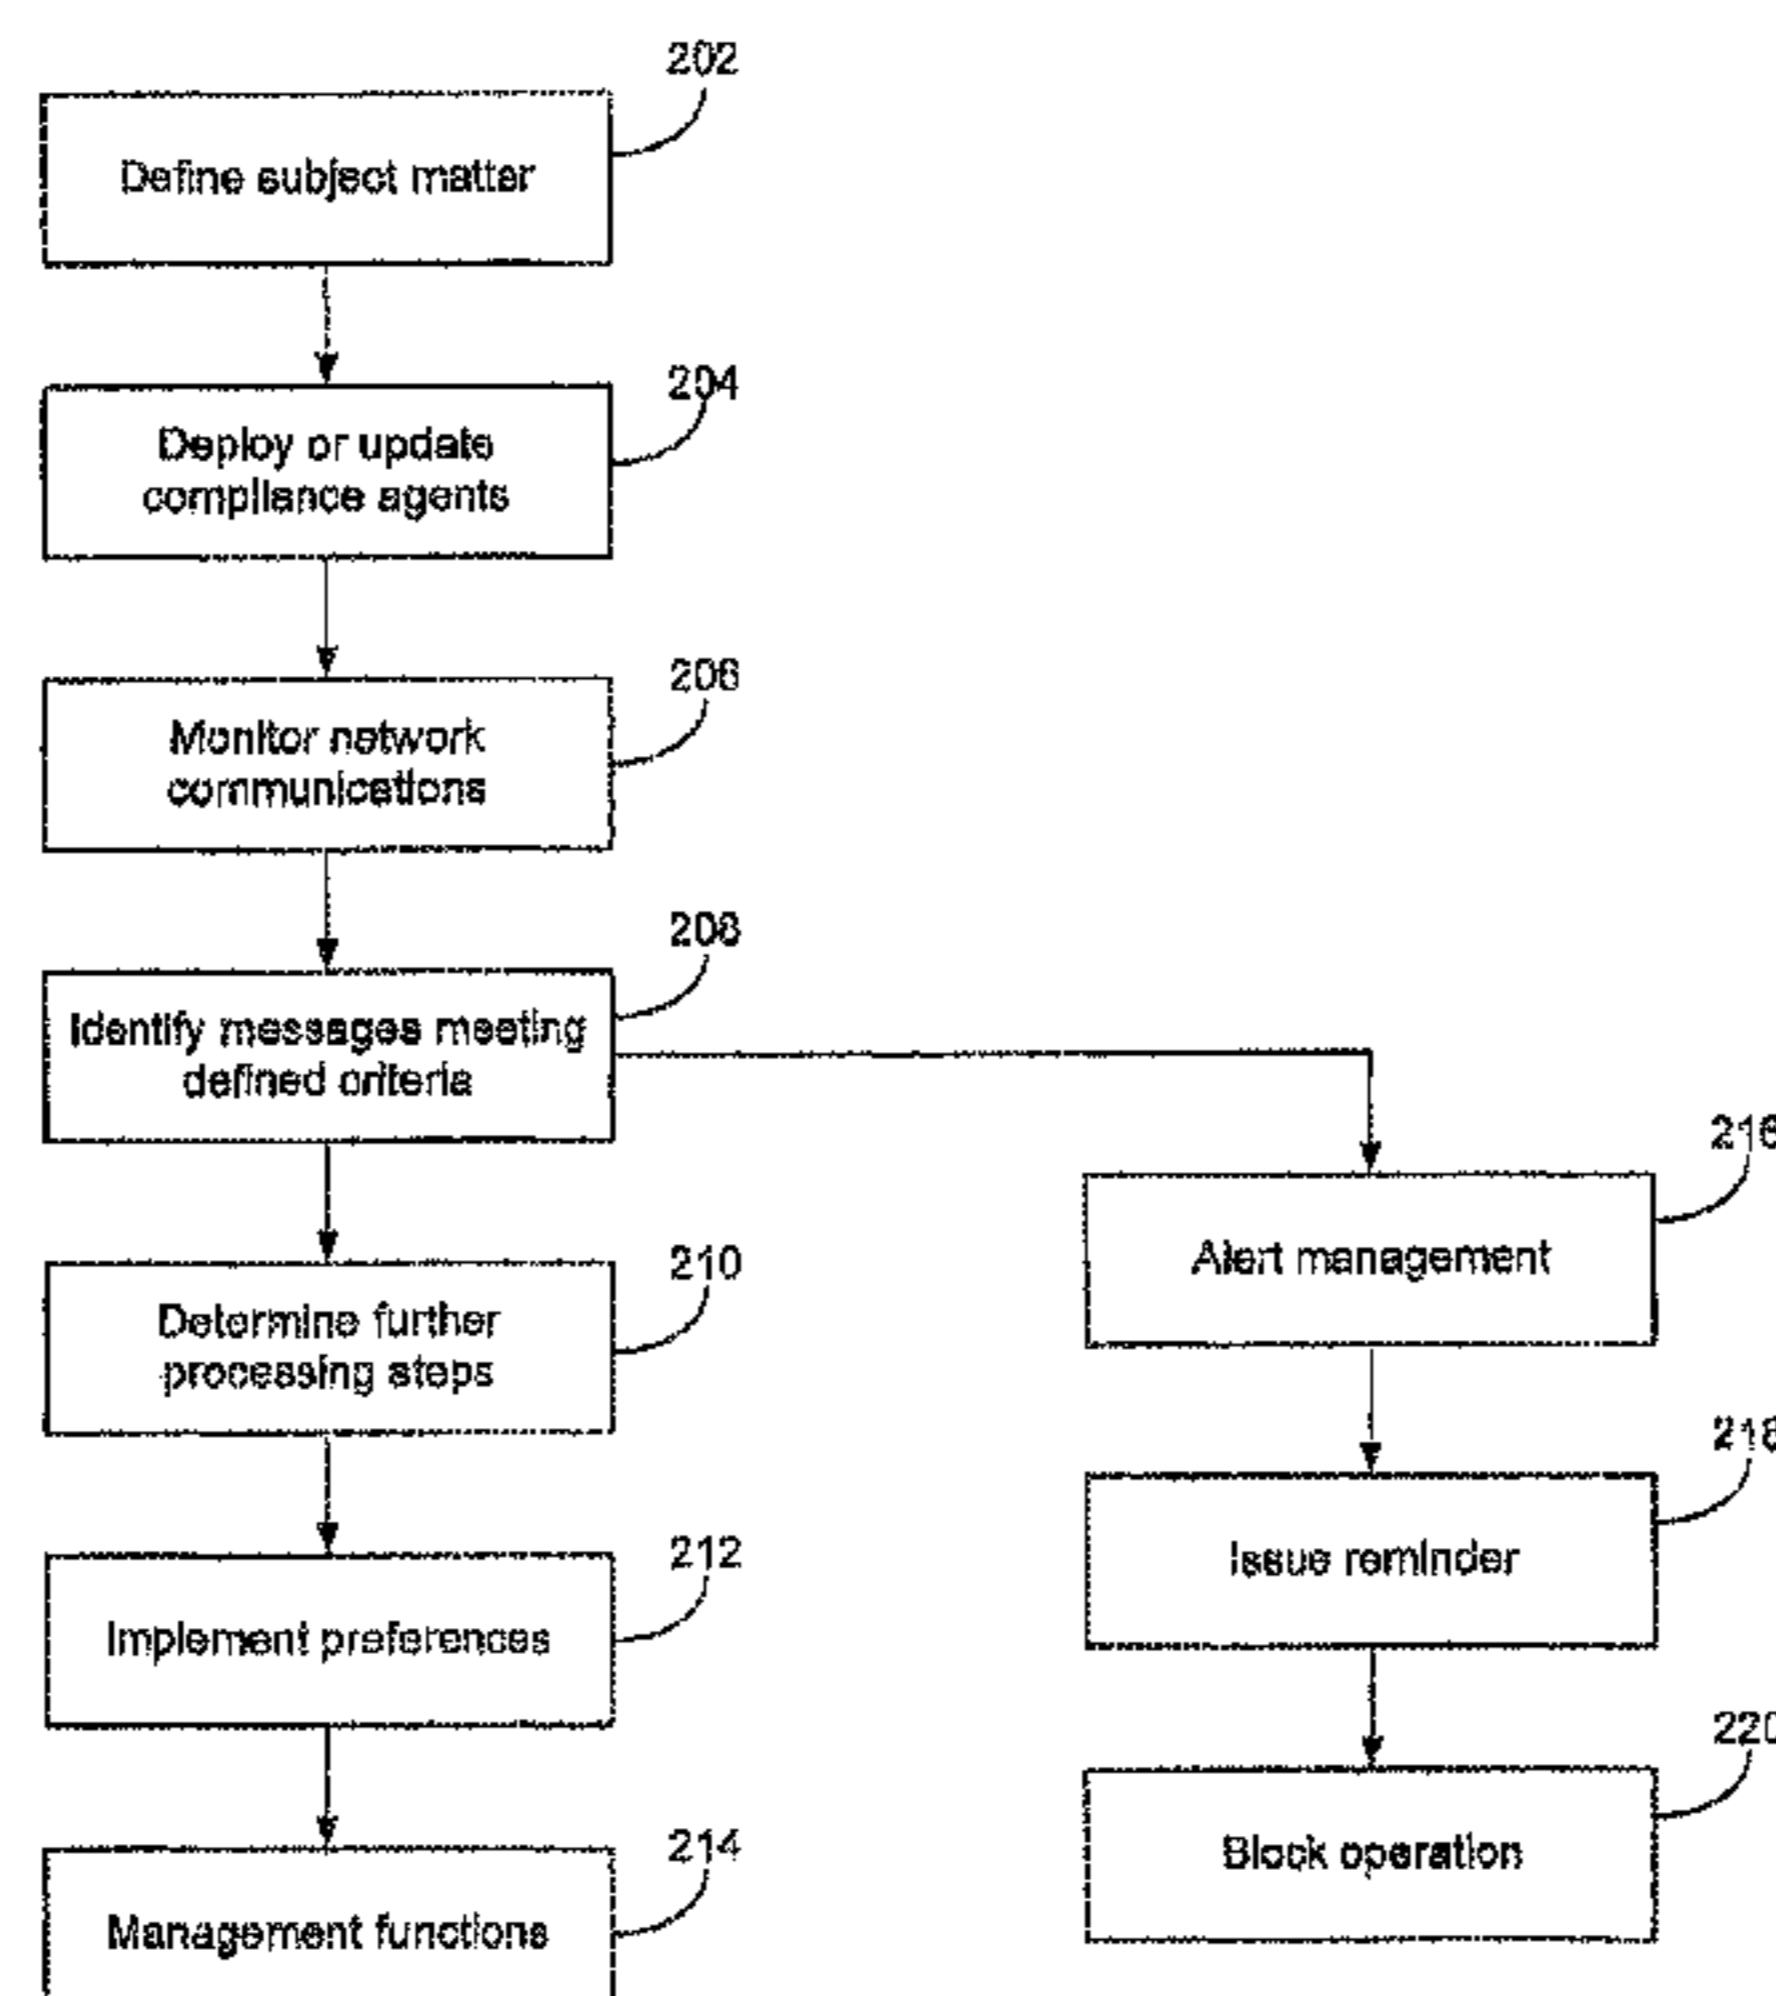 202
Define subject matter
204
Deploy or update
compliance agents
206
Monitor network
communications
208
Identify messages meeting
defined criteria
210
Determine further
processing steps
212
Implement preferences
214
Management functions
216
Alert management
218
Issue reminder
220
Block operation